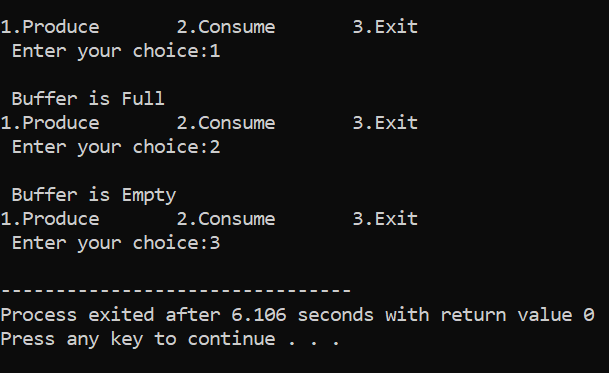 1.Produce       2.Consume       3.Exit
 Enter your choice:1
 Buffer is Full
1.Produce       2.Consume       3.Exit
 Enter your choice:2
 Buffer is Empty
1.Produce       2.Consume       3.Exit
 Enter your choice:3
--------------------------------
Process exited after 6.106 seconds with return value 0
Press any key to continue . . .